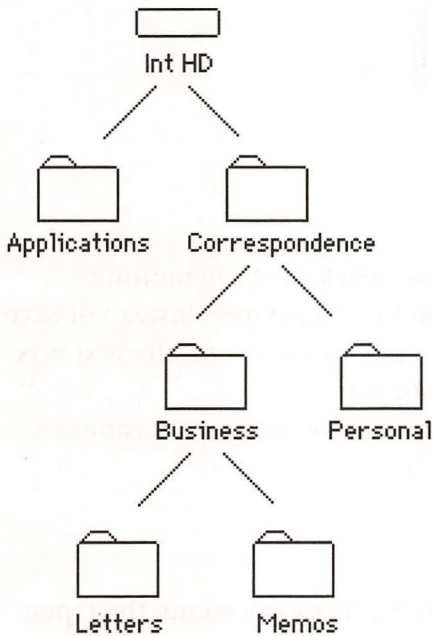 Int HD
Applications Correspondence
Business Personal
Letters Memos